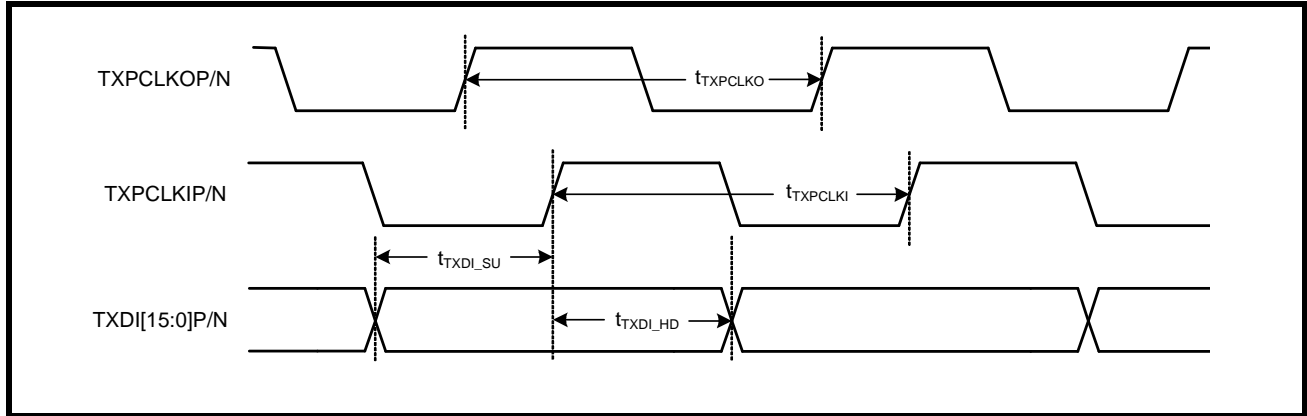 TXPCLKOP/N
tTXPCLKO
TXPCLKIP/N
tTXPCLKI
tTXDI_SU
TXDI[15:0]P/N
tTXDI_HD